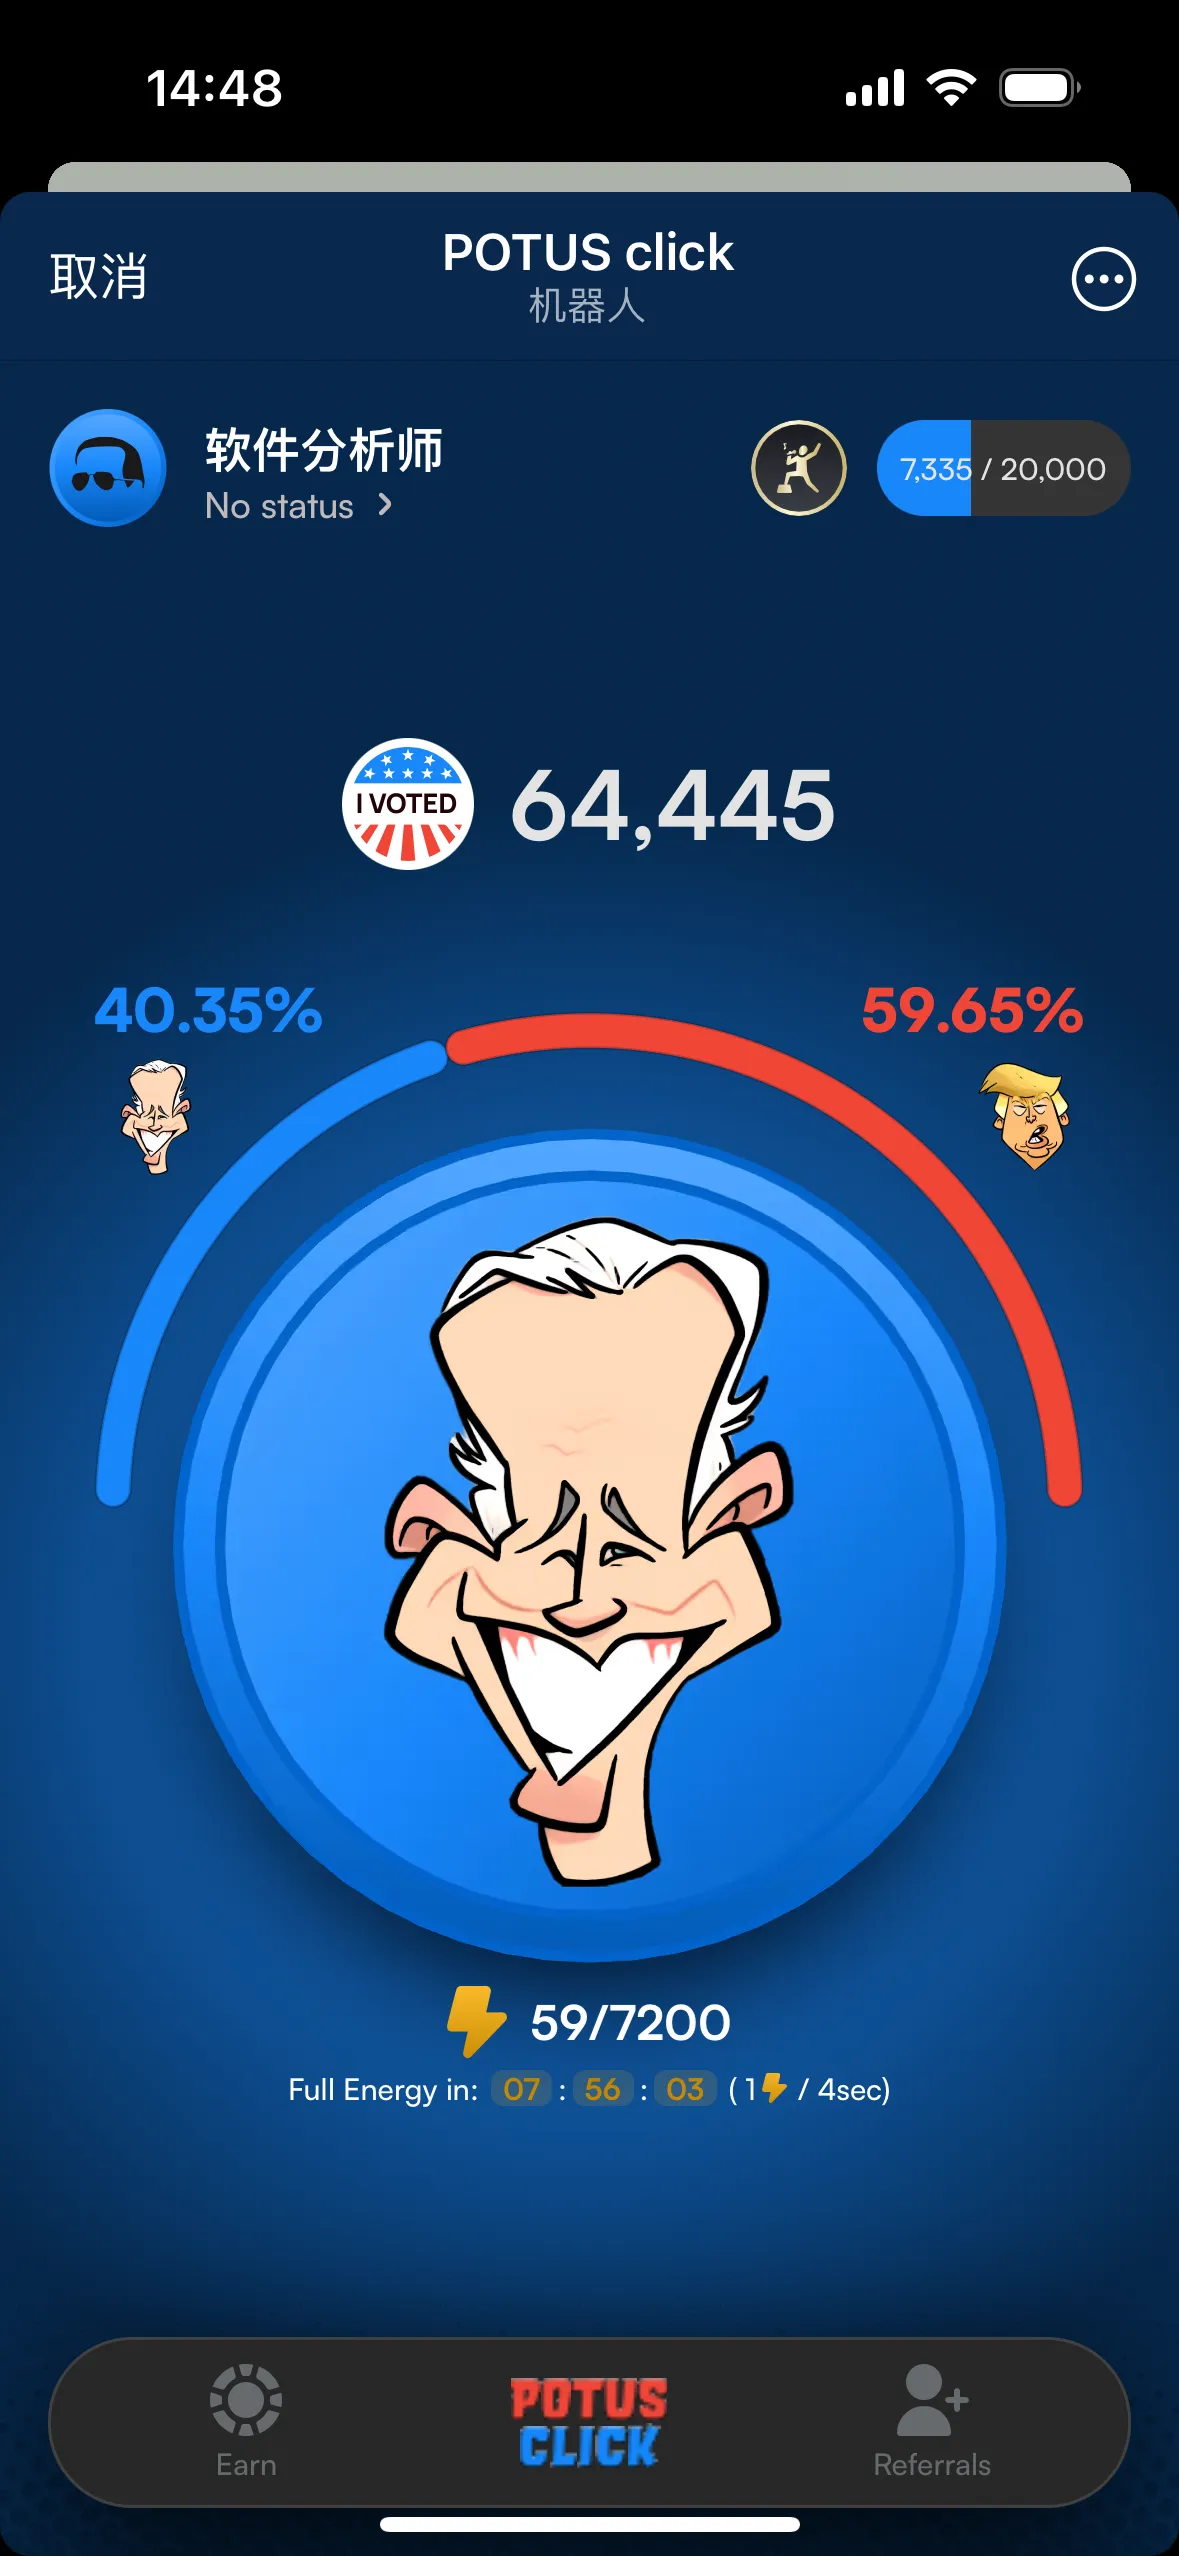 14:48
取消
POTUS click
机器人
软件分析师
No status
7,335 / 20,000
I VOTED
64,445
40.35%
59.65%
59/7200
Full Energy in: 07 : 56 : 03 ( 1 / 4sec)
Earn
POTUS
CLICK
Referrals